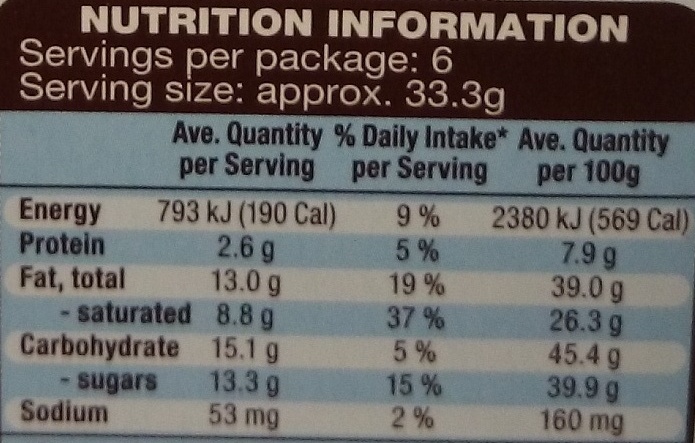 NUTRITION INFORMATION
Servings per package: 6
Serving size: approx. 33.3g
Ave. Quantity % Daily Intake* Ave. Quantity
per Serving per Serving per 100g
Energy 793 kJ (190 Cal) 9 % 2380 kJ (569 Cal)
Protein 2.6 g 5 % 7.9 g
Fat, total 13.0 g 19 % 39.0 g
- saturated 8.8 g 37 % 26.3 g
Carbohydrate 15.1 g 5 % 45.4 g
- sugars 13.3 g 15 % 39.9 g
Sodium 53 mg 2 % 160 mg